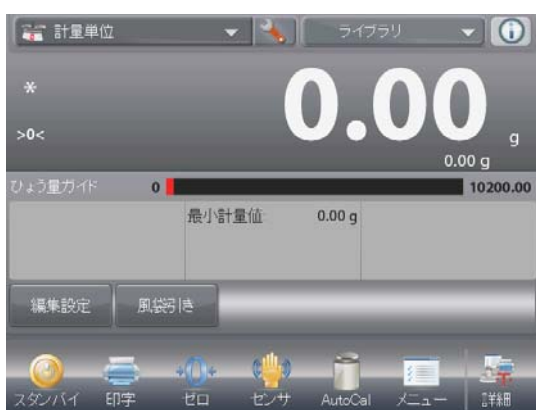 計量単位
ライブラリ
*
0.00 g
>0<
0.00 g
ひょう量ガイド 0 10200.00
最小計量値: 0.00 g
編集設定 風袋引き
スタンバイ 印字 →0← ゼロ センサ AutoCal メニュー 詳細